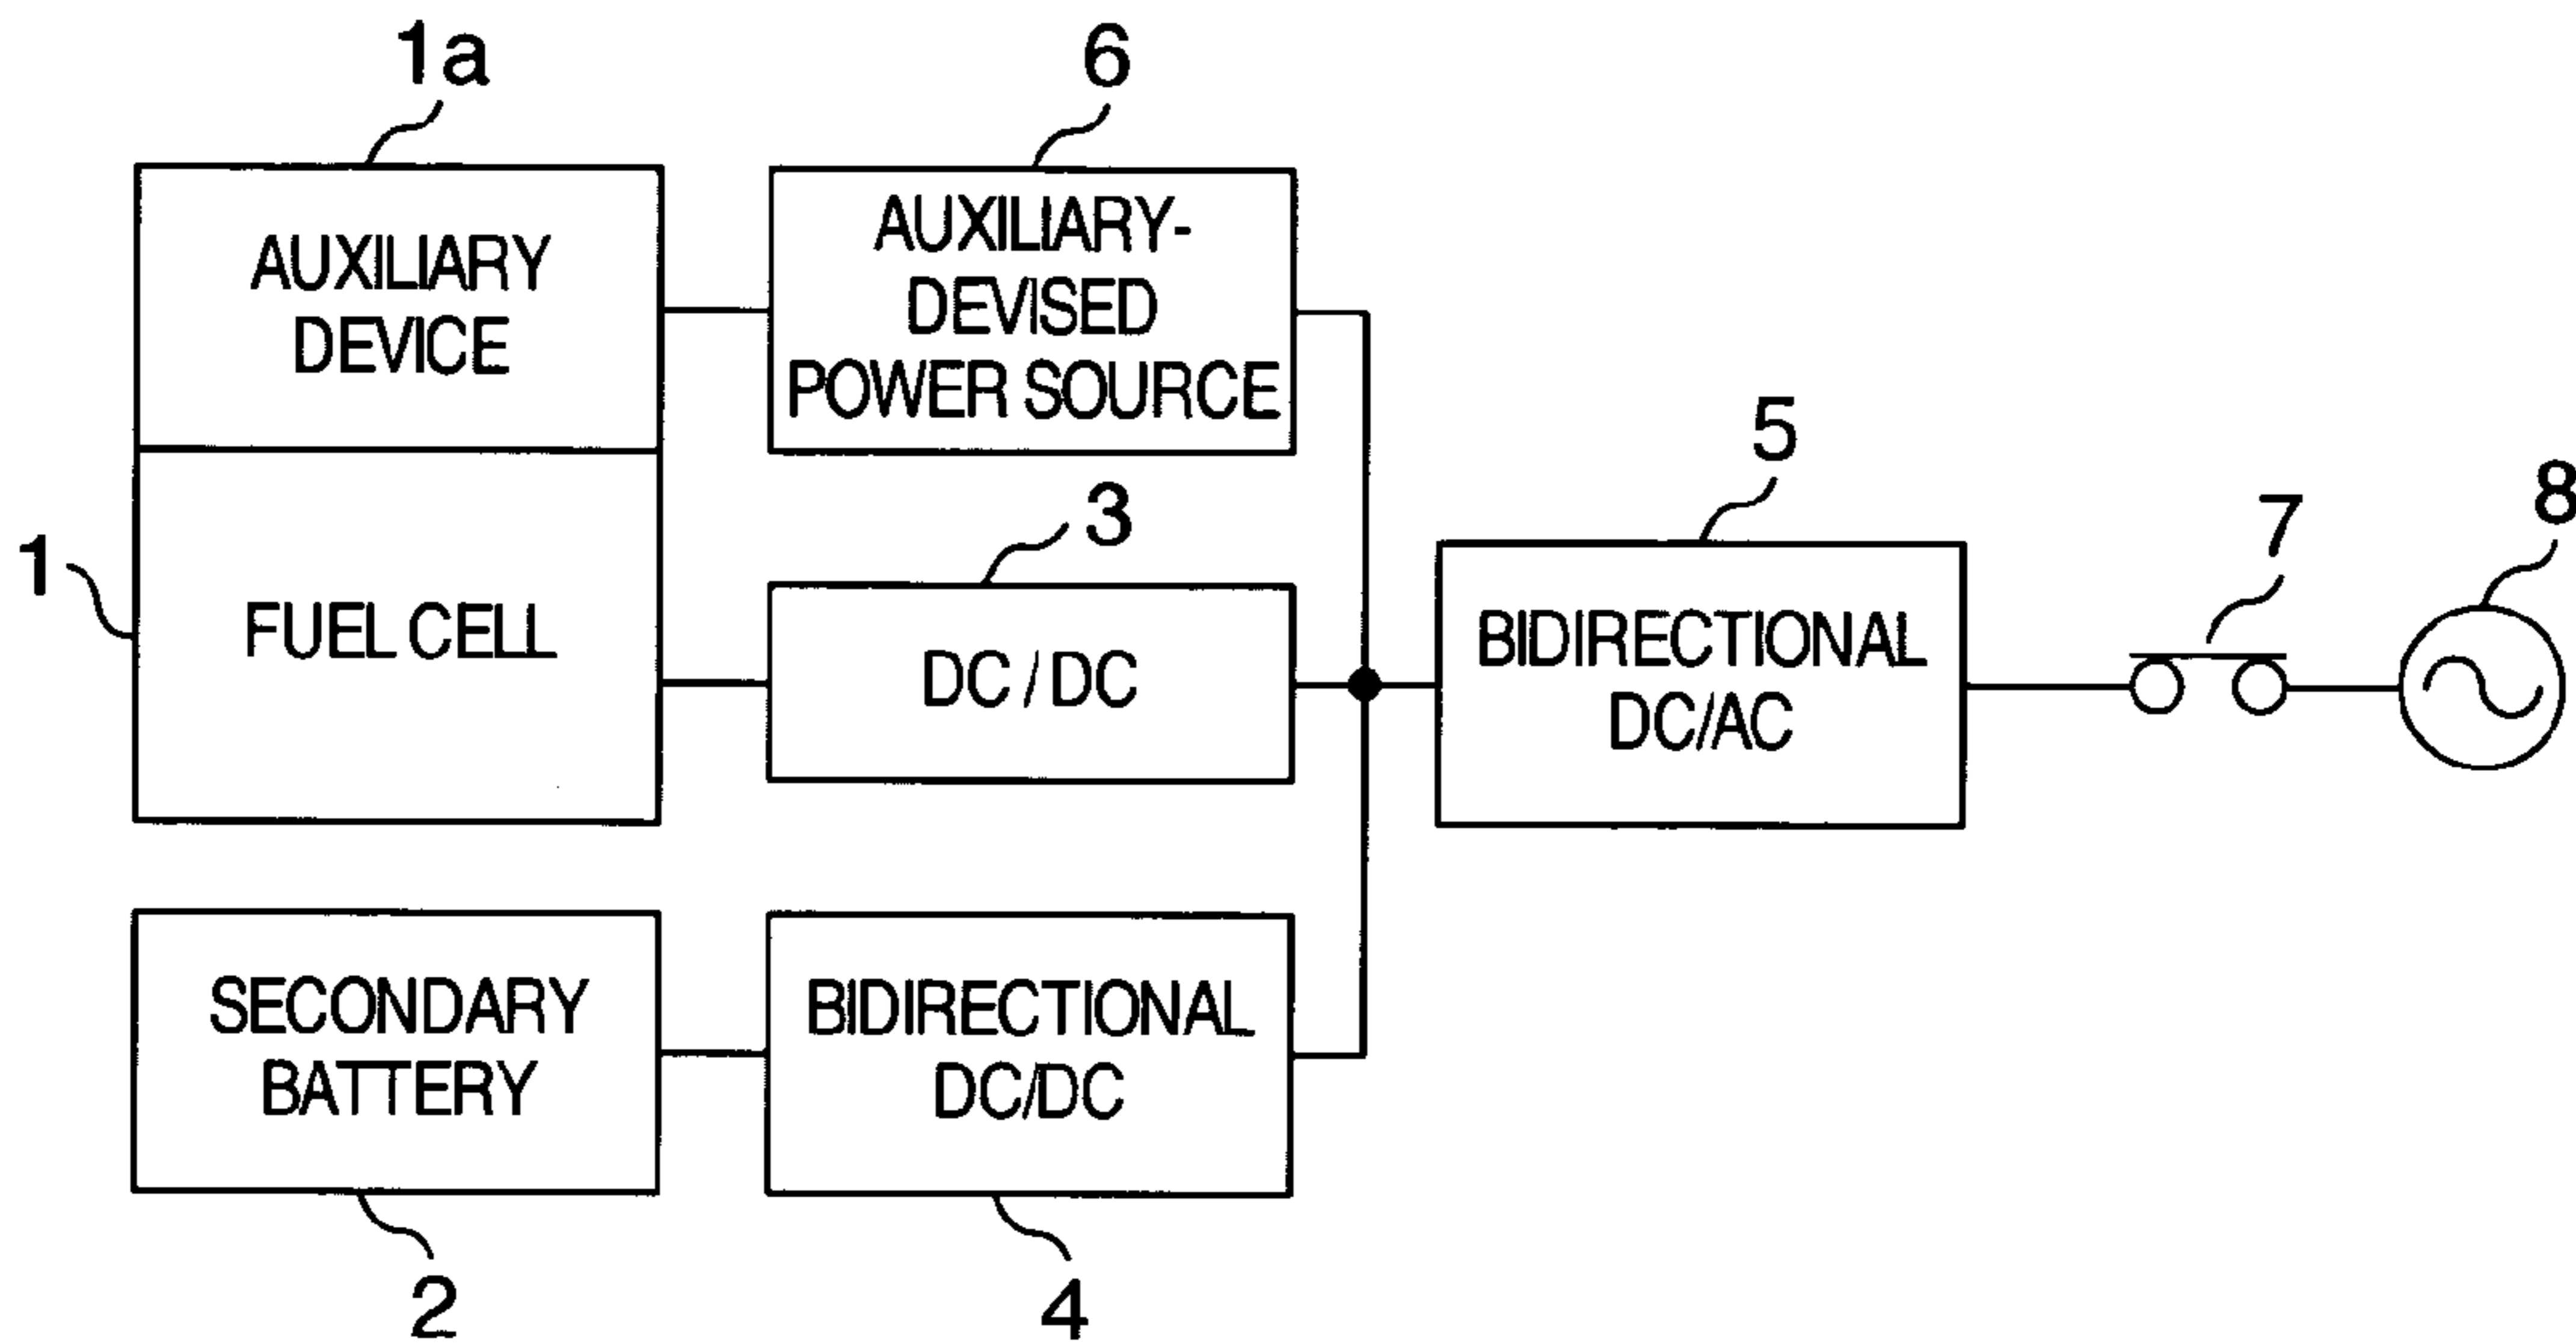 1a
6
AUXILIARY
DEVICE
AUXILIARY-
DEVISED
POWER SOURCE
5
8
7
3
1
FUEL CELL
DC / DC
BIDIRECTIONAL
DC/AC
SECONDARY
BATTERY
BIDIRECTIONAL
DC/DC
2
4